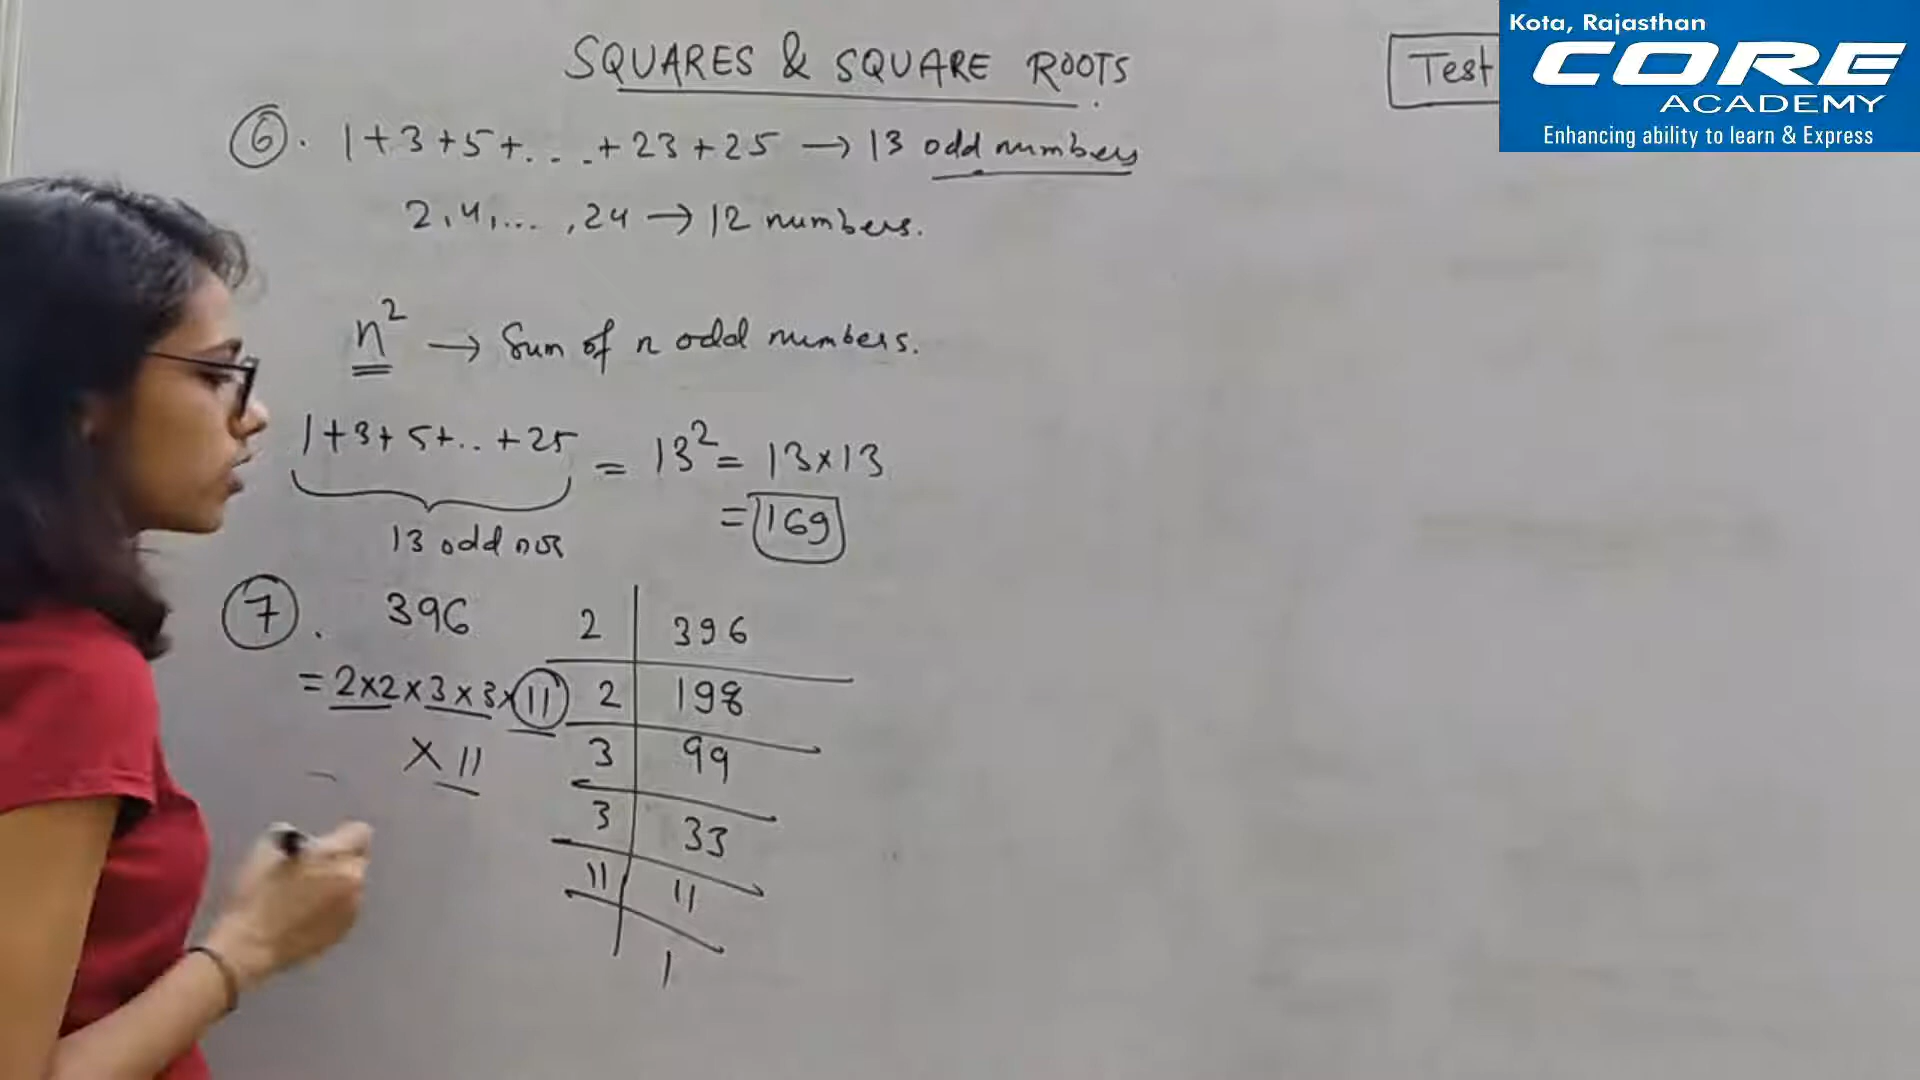 SQUARES & SQUARE ROOTS
Test
Kota, Rajasthan
CORE
ACADEMY
Enhancing ability to learn & Express
6. 1+3+5+....+23+25 → 13 odd numbers
2,4,...,24 → 12 numbers.
n² → Sum of n odd numbers.
1+3+5+..+25 = 13² = 13×13
= 169
13 odd nos
7. 396
= 2×2×3×3×11
× 11
2 | 396
2 | 198
3 | 99
3 | 33
11 | 11
1